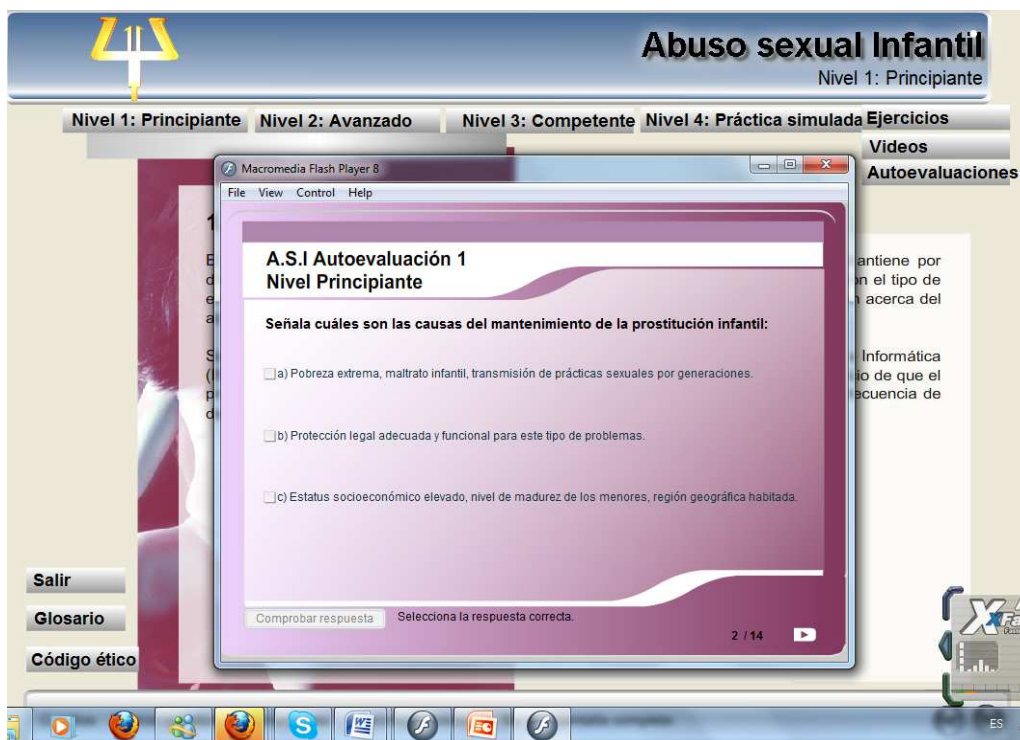 Abuso sexual Infantil
Nivel 1: Principiante
Nivel 1: Principiante
Nivel 2: Avanzado
Nivel 3: Competente
Nivel 4: Práctica simulada
Ejercicios
Videos
Autoevaluaciones
Macromedia Flash Player 8
File View Control Help
A.S.I Autoevaluación 1
Nivel Principiante
antiene por
el tipo de
acerca del
Señala cuáles son las causas del mantenimiento de la prostitución infantil:
Informática
de que el
a) Pobreza extrema, maltrato infantil, transmisión de prácticas sexuales por generaciones.
ecuencia de
b) Protección legal adecuada y funcional para este tipo de problemas.
c) Estatus socioeconómico elevado, nivel de madurez de los menores, región geográfica habitada.
Salir
Glosario
Código ético
Comprobar respuesta
Selecciona la respuesta correcta.
2 / 14
ES